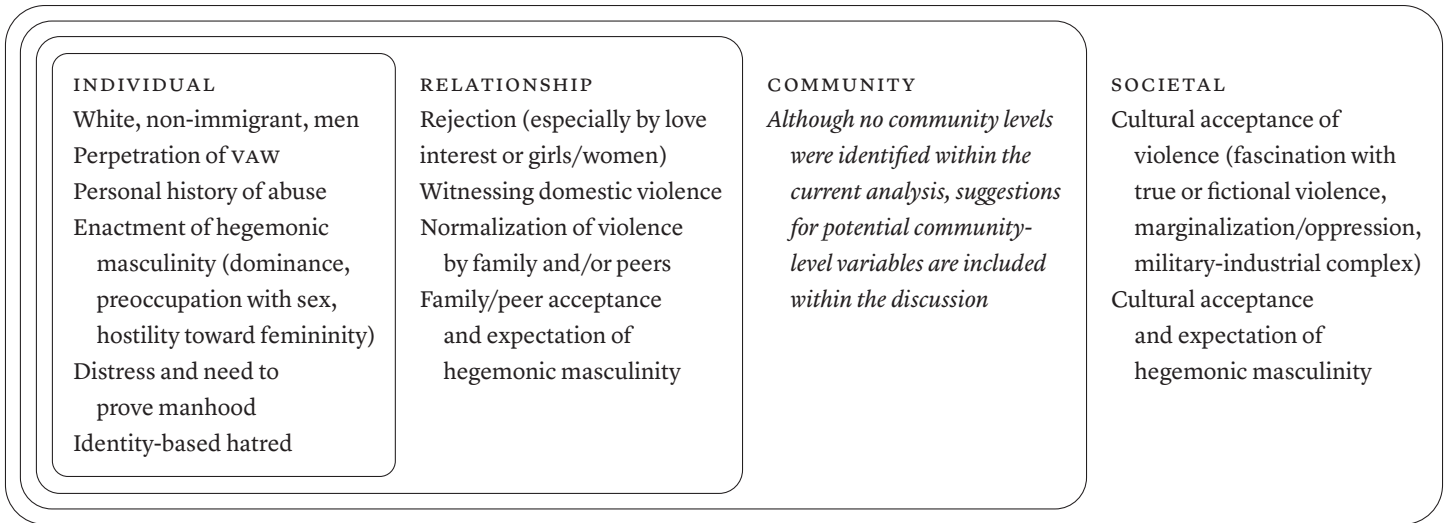 INDIVIDUAL
White, non-immigrant, men
Perpetration of VAW
Personal history of abuse
Enactment of hegemonic
masculinity (dominance,
preoccupation with sex,
hostility toward femininity)
Distress and need to
prove manhood
Identity-based hatred
RELATIONSHIP
Rejection (especially by love
interest or girls/women)
Witnessing domestic violence
Normalization of violence
by family and/or peers
Family/peer acceptance
and expectation of
hegemonic masculinity
COMMUNITY
Although no community levels
were identified within the
current analysis, suggestions
for potential community-
level variables are included
within the discussion
SOCIETAL
Cultural acceptance of
violence (fascination with
true or fictional violence,
marginalization/oppression,
military-industrial complex)
Cultural acceptance
and expectation of
hegemonic masculinity